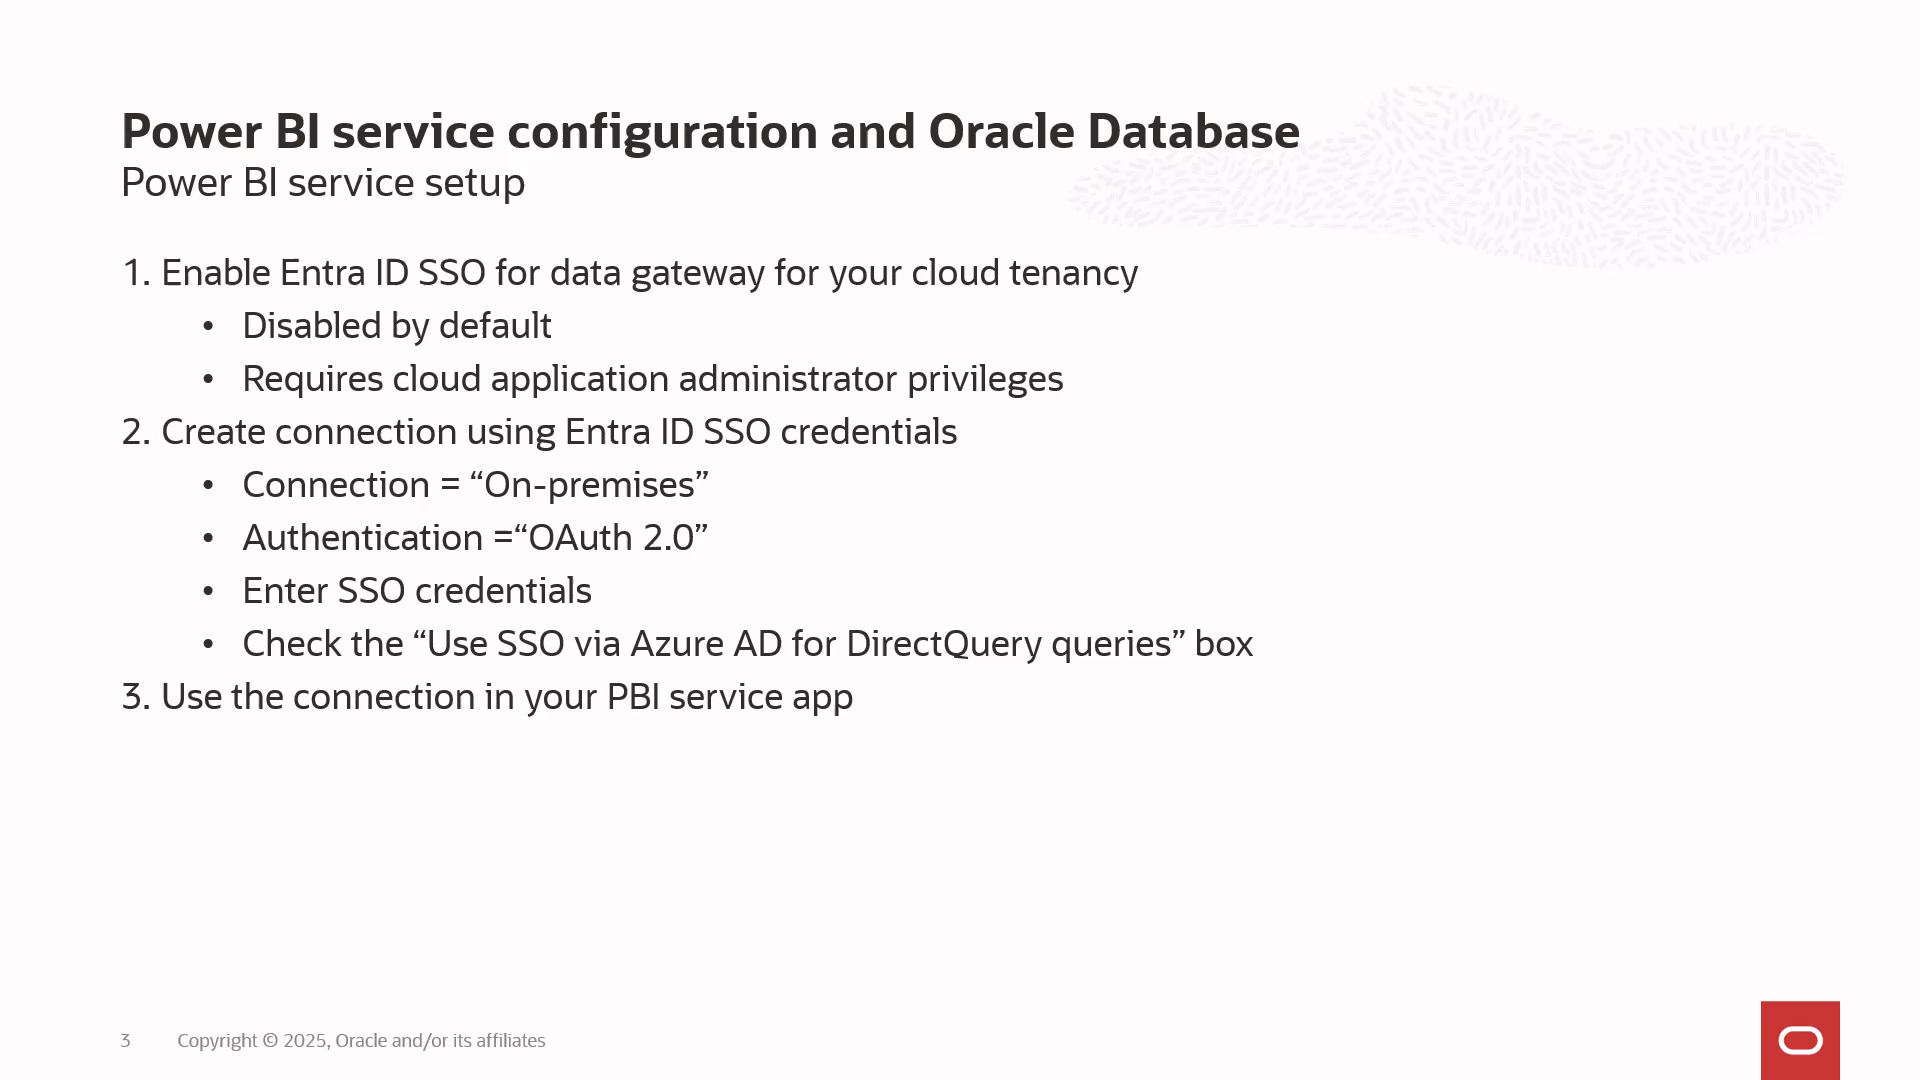 Power BI service configuration and Oracle Database
Power BI service setup
1. Enable Entra ID SSO for data gateway for your cloud tenancy
• Disabled by default
• Requires cloud application administrator privileges
2. Create connection using Entra ID SSO credentials
• Connection = “On-premises”
• Authentication =“OAuth 2.0”
• Enter SSO credentials
• Check the “Use SSO via Azure AD for DirectQuery queries” box
3. Use the connection in your PBI service app
3 Copyright © 2025, Oracle and/or its affiliates